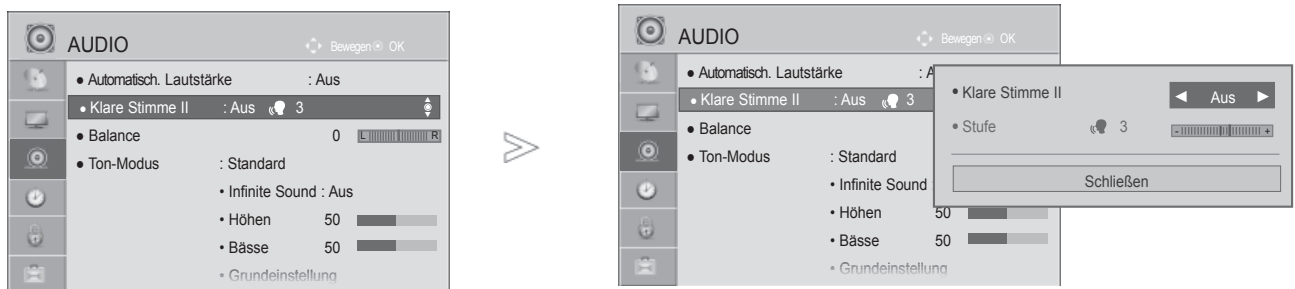 AUDIO
Bewegen OK
● Automatisch. Lautstärke : Aus
● Klare Stimme II : Aus 3
● Balance 0 L R
● Ton-Modus : Standard
• Infinite Sound : Aus
• Höhen 50
• Bässe 50
• Grundeinstellung
AUDIO
Bewegen OK
● Automatisch. Lautstärke : A
● Klare Stimme II : Aus 3
● Balance
● Ton-Modus : Standard
• Infinite Sound
• Höhen 50
• Bässe 50
• Grundeinstellung
• Klare Stimme II ◀ Aus ▶
• Stufe 3 - +
Schließen